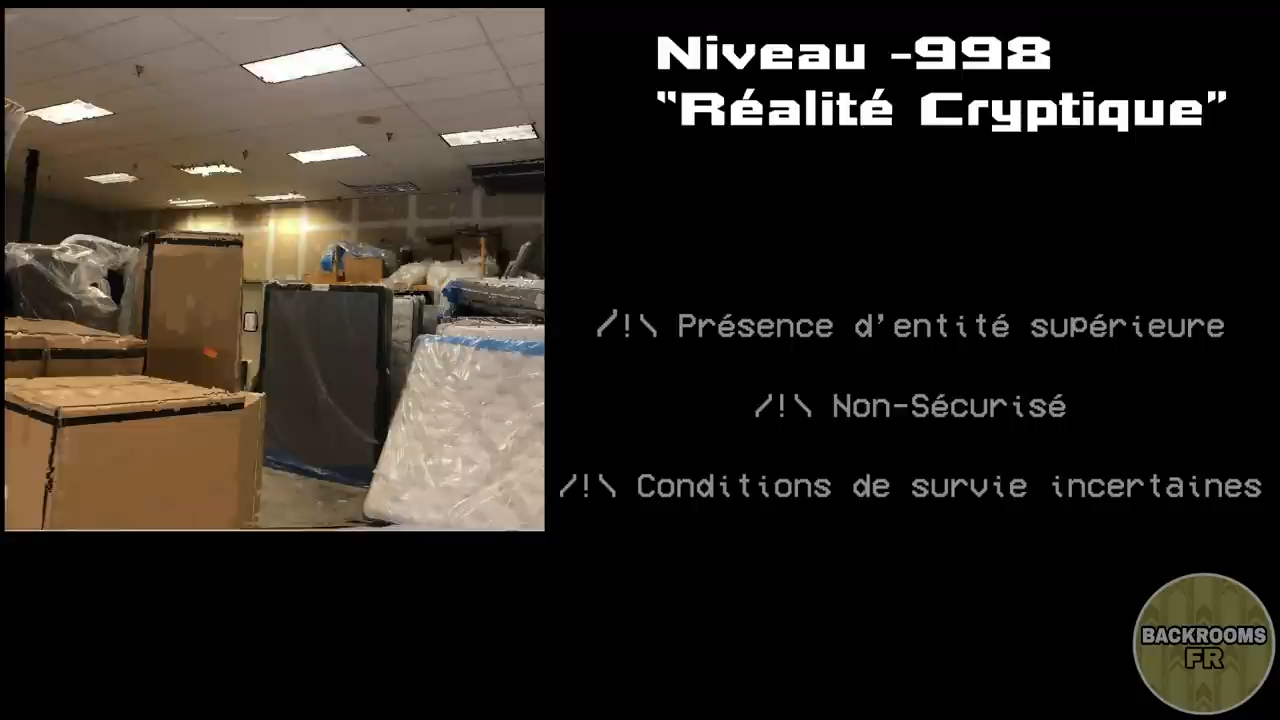 Niveau -998
"Réalité Cryptique"
/!\ Présence d'entité supérieure
/!\ Non-Sécurisé
/!\ Conditions de survie incertaines
BACKROOMS
FR